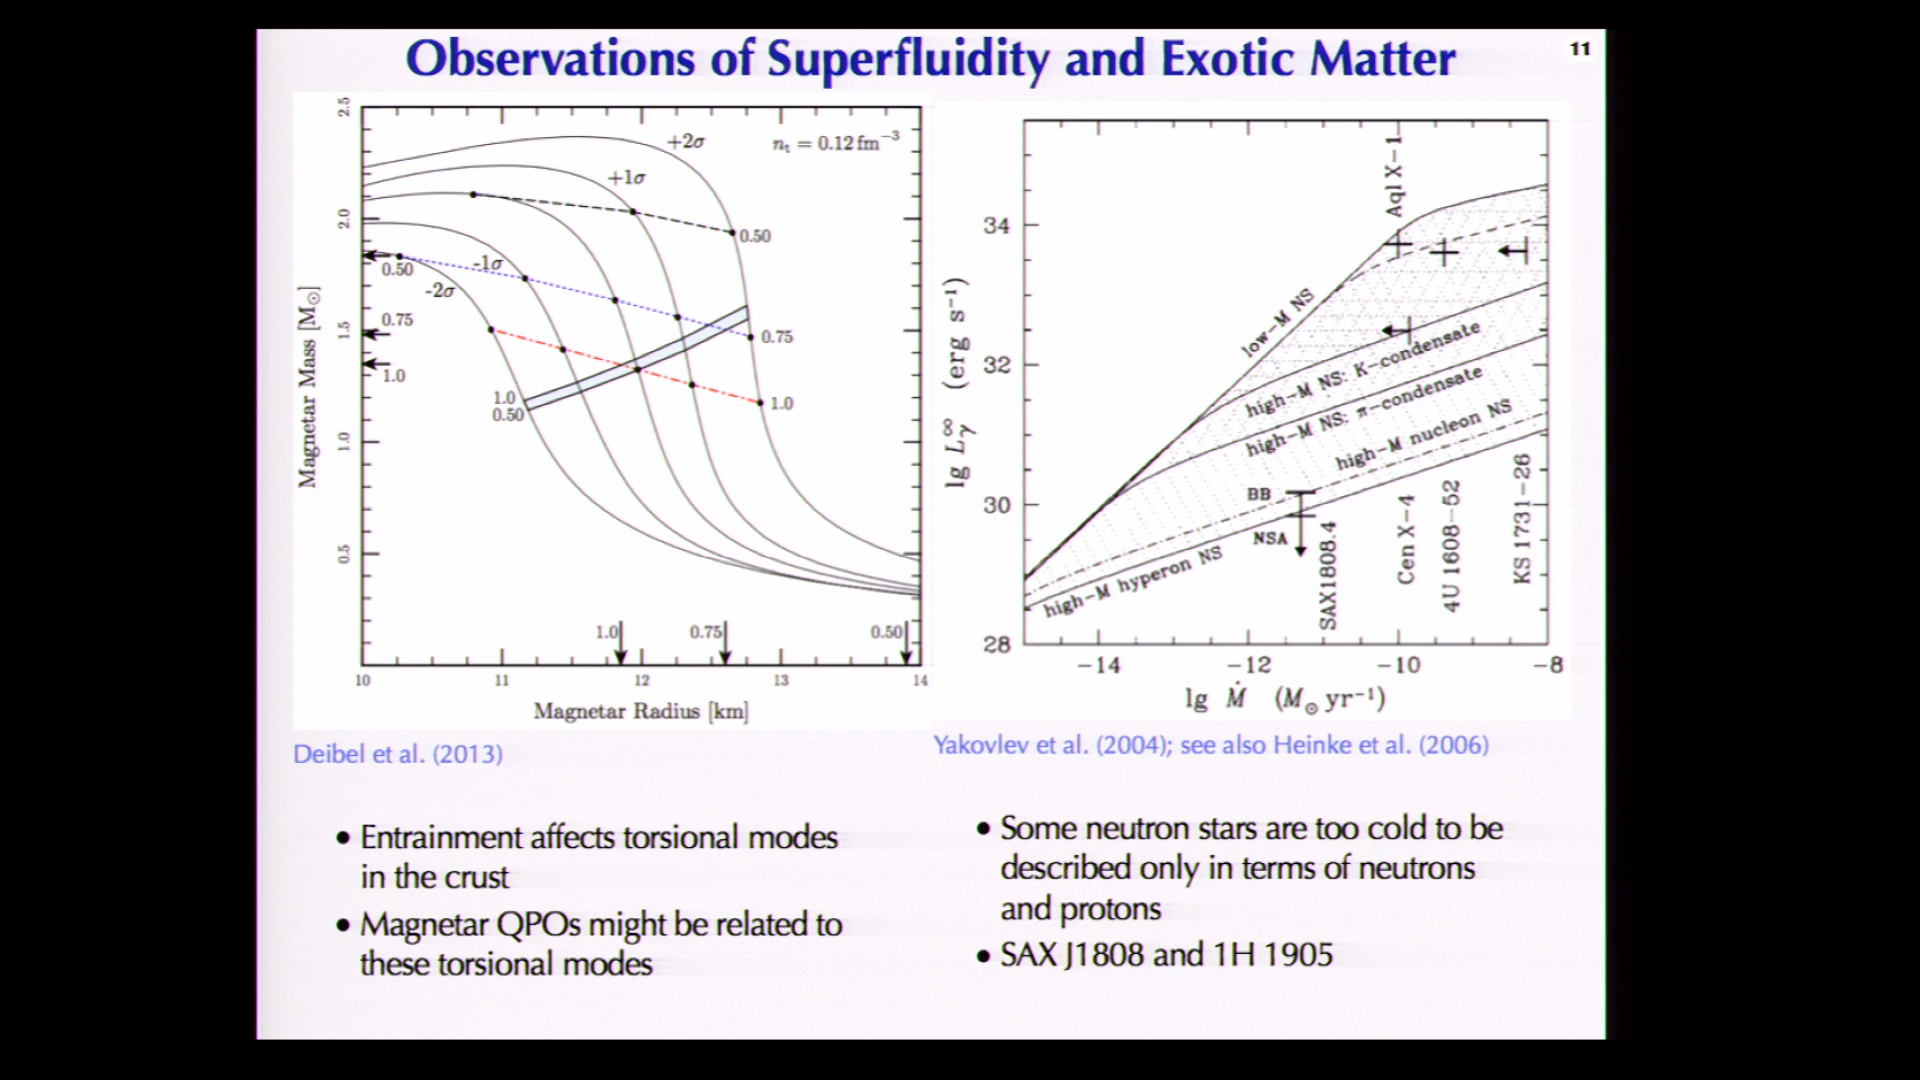 Observations of Superfluidity and Exotic Matter
11
2.5
2.0
1.5
1.0
0.5
Magnetar Mass [M⊙]
+2σ
nt = 0.12 fm−3
+1σ
0.50
0.50
-1σ
-2σ
0.75
0.75
1.0
1.0
0.50
1.0
1.0
0.75
0.50
10
11
12
13
14
Magnetar Radius [km]
Deibel et al. (2013)
34
32
30
28
lg L∞γ (erg s−1)
Aql X−1
low−M NS
high−M NS: K−condensate
high−M NS: π−condensate
high−M nucleon NS
BB
NSA
high−M hyperon NS
SAX1808.4
Cen X−4
4U 1608−52
KS 1731−26
−14
−12
−10
−8
lg Ṁ (M⊙ yr−1)
Yakovlev et al. (2004); see also Heinke et al. (2006)
• Entrainment affects torsional modes
in the crust
• Magnetar QPOs might be related to
these torsional modes
• Some neutron stars are too cold to be
described only in terms of neutrons
and protons
• SAX J1808 and 1H 1905